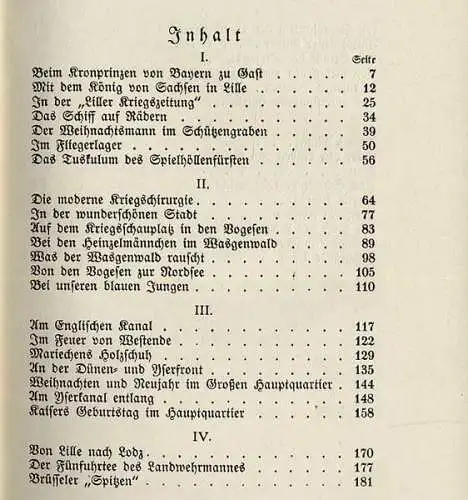 Inhalt
I. Seite
Beim Kronprinzen von Bayern zu Gast . . . . . 7
Mit dem König von Sachsen in Lille . . . . . . 12
In der „Liller Kriegszeitung“ . . . . . . . . . 25
Das Schiff auf Rädern . . . . . . . . . . 34
Der Weihnachtsmann im Schützengraben . . . . 39
Im Fliegerlager . . . . . . . . . . . . 50
Das Tuskulum des Spielhöllenfürsten . . . . . . 56
II.
Die moderne Kriegschirurgie . . . . . . . . . 64
In der wunderschönen Stadt . . . . . . . . 77
Auf dem Kriegsschauplatz in den Vogesen . . . . 83
Bei den Heinzelmännchen im Wasgenwald . . . . 89
Was der Wasgenwald rauscht . . . . . . . . 98
Von den Vogesen zur Nordsee . . . . . . . . 105
Bei unseren blauen Jungen . . . . . . . . . 110
III.
Am Englischen Kanal . . . . . . . . . . 117
Im Feuer von Westende . . . . . . . . . . 122
Mariechens Holzschuh . . . . . . . . . . 129
An der Dünen- und Yserfront . . . . . . . . 135
Weihnachten und Neujahr im Großen Hauptquartier . 144
Am Yserkanal entlang . . . . . . . . . . 148
Kaisers Geburtstag im Hauptquartier . . . . . . 158
IV.
Von Lille nach Lodz . . . . . . . . . . . 170
Der Fünfuhrtee des Landwehrmannes . . . . . . 177
Brüsseler „Spitzen“ . . . . . . . . . . . 181